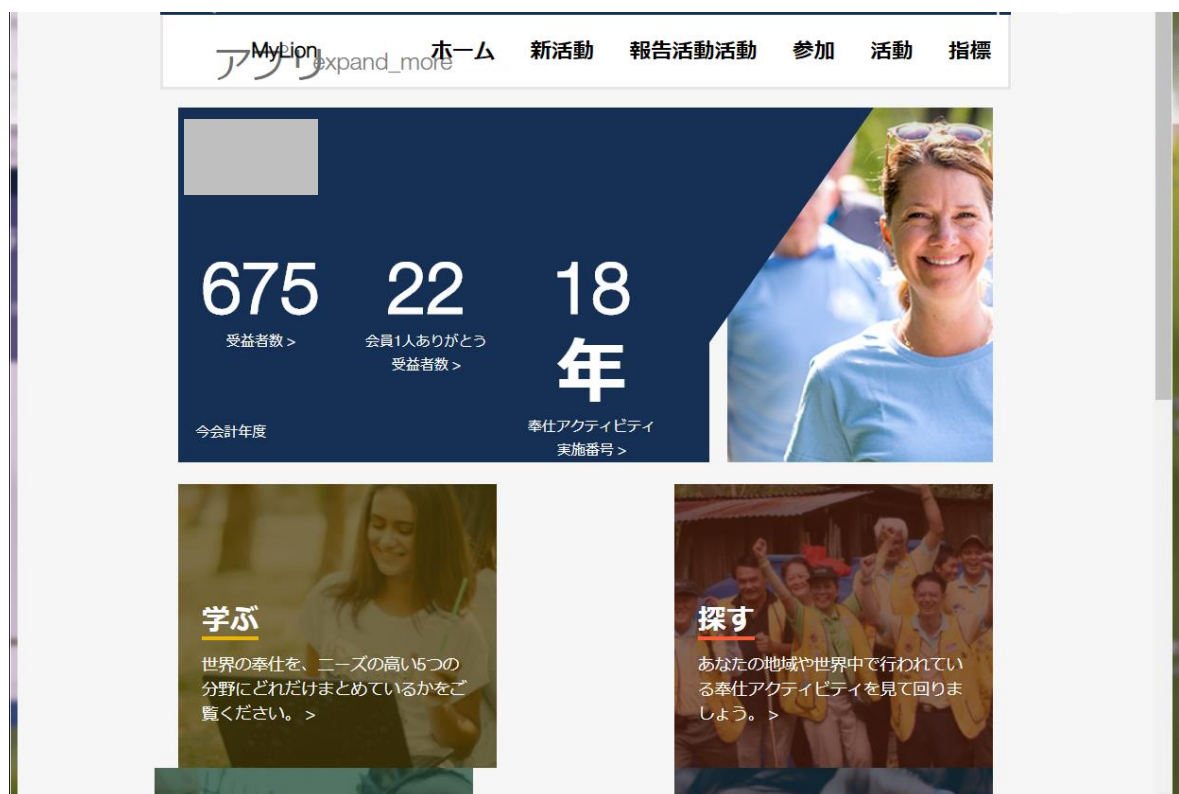 アプリ expand_more
MyLion ホーム 新活動 報告活動活動 参加 活動 指標
675 22 18
年
受益者数 >
会員1人ありがとう
受益者数 >
奉仕アクティビティ
実施番号 >
今会計年度
学ぶ
世界の奉仕を、ニーズの高い5つの
分野にどれだけまとめているかをご
覧ください。 >
探す
あなたの地域や世界中で行われてい
る奉仕アクティビティを見て回りま
しょう。 >